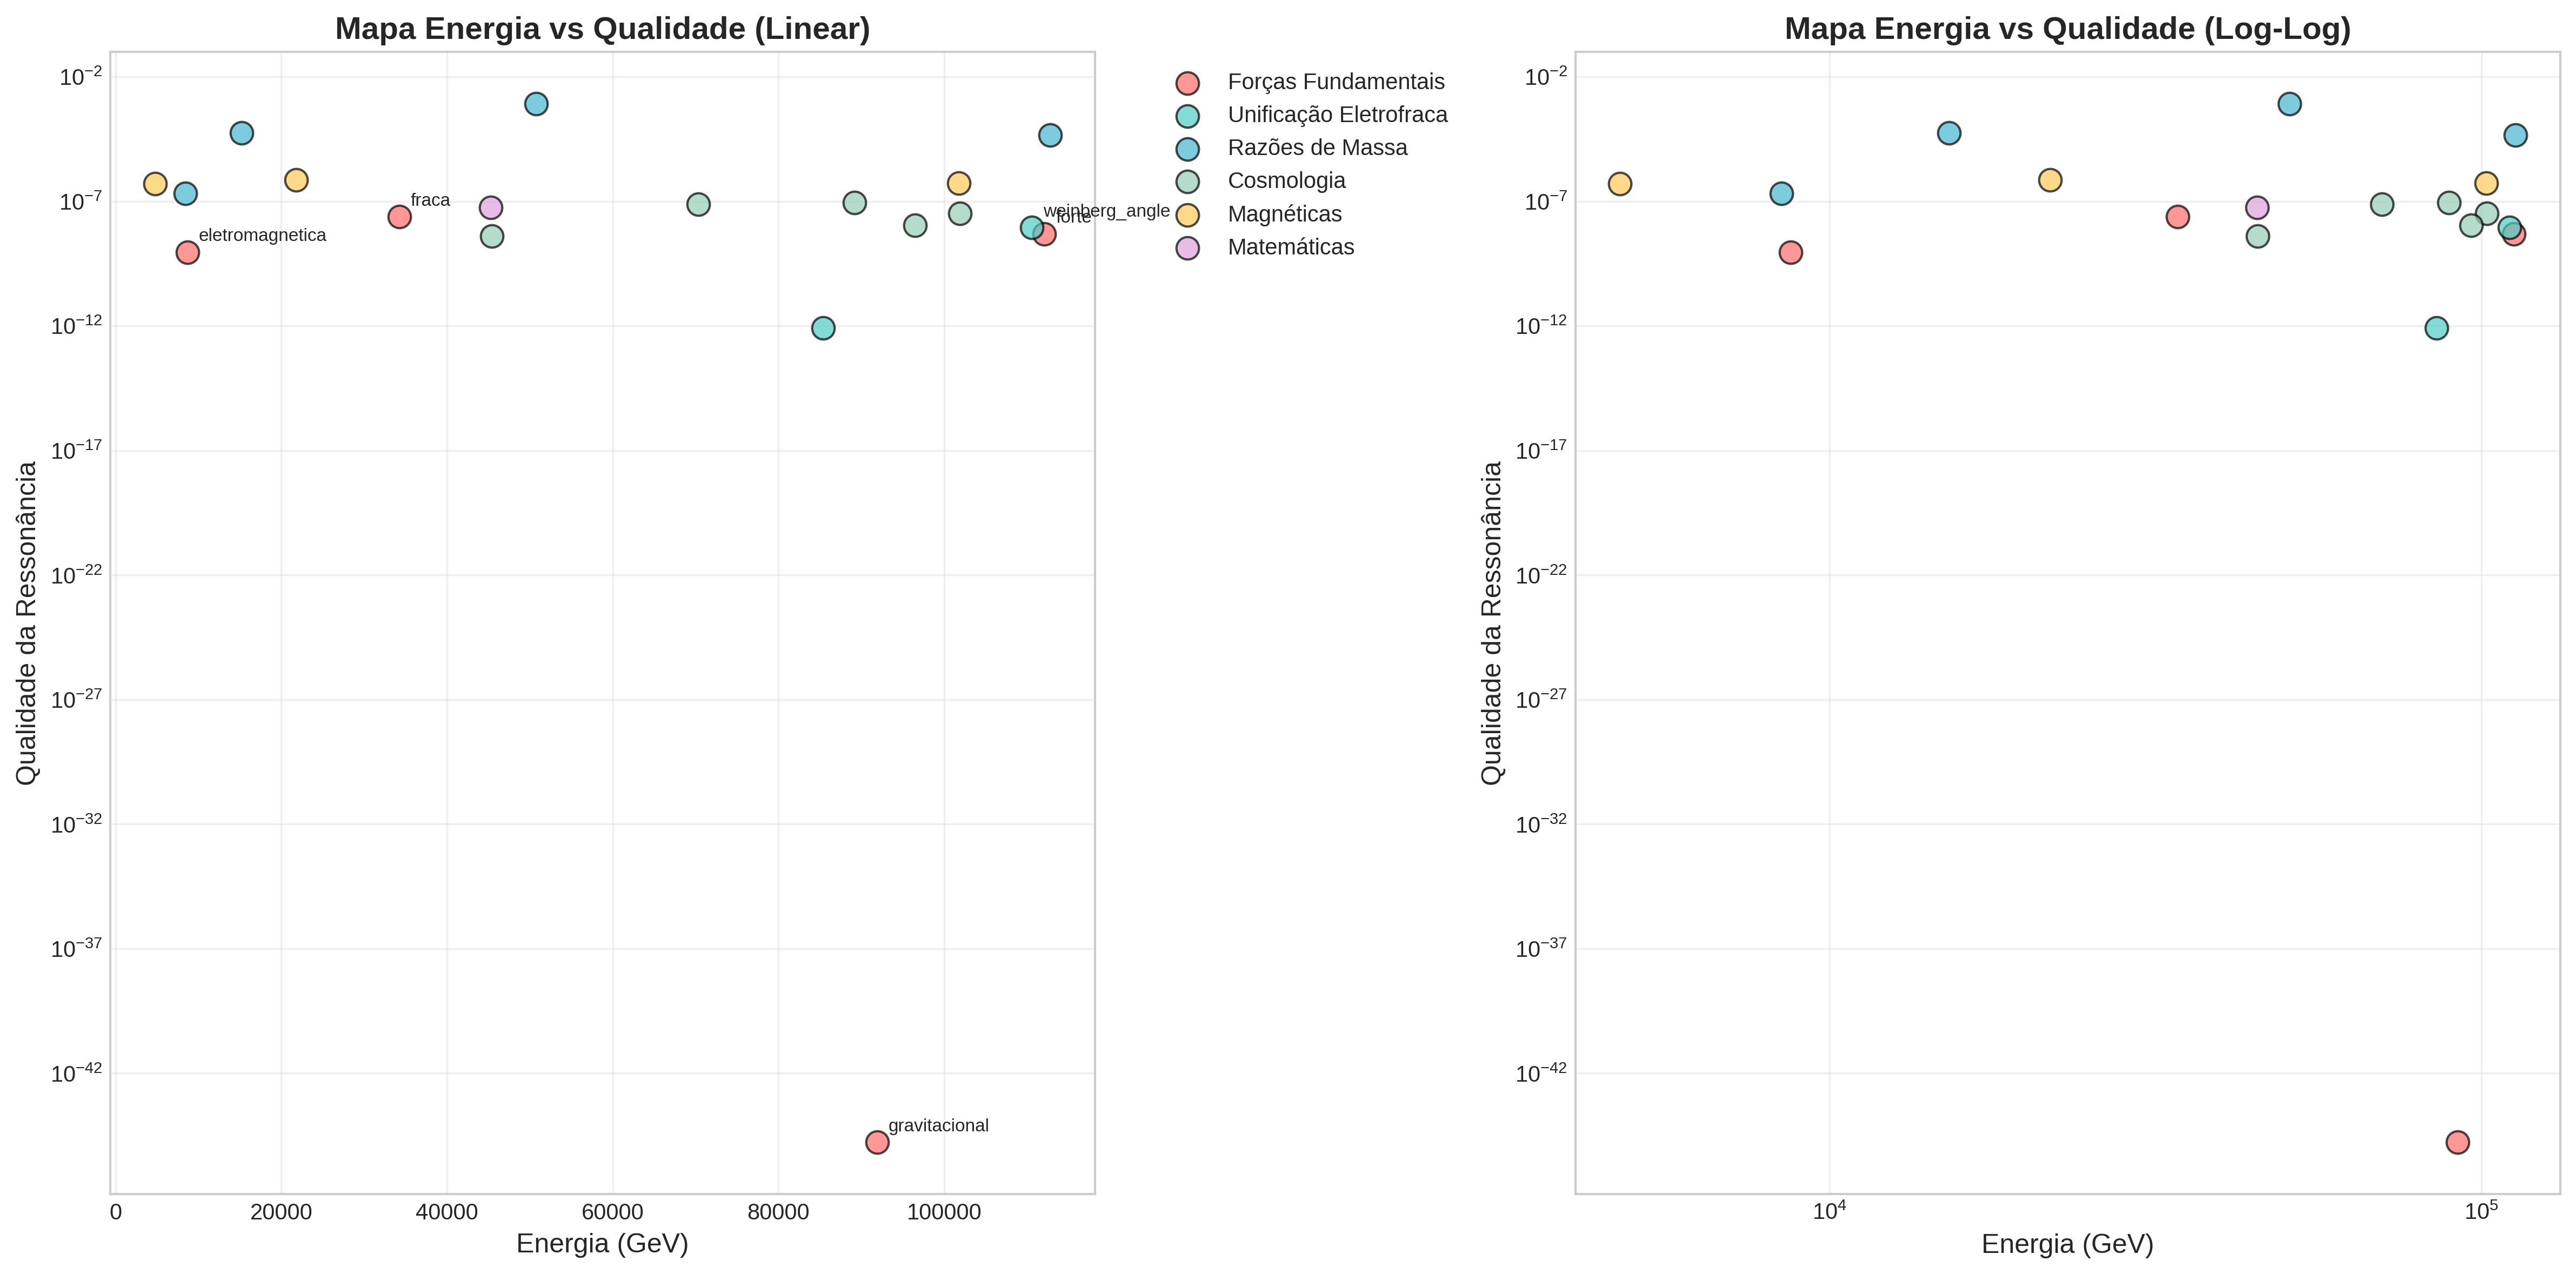 Mapa Energia vs Qualidade (Linear)
Qualidade da Ressonância
10⁻²
10⁻⁷
10⁻¹²
10⁻¹⁷
10⁻²²
10⁻²⁷
10⁻³²
10⁻³⁷
10⁻⁴²
fraca
eletromagnetica
weinberg_angle
forte
gravitacional
0 20000 40000 60000 80000 100000
Energia (GeV)
Forças Fundamentais
Unificação Eletrofraca
Razões de Massa
Cosmologia
Magnéticas
Matemáticas
Mapa Energia vs Qualidade (Log-Log)
Qualidade da Ressonância
10⁻²
10⁻⁷
10⁻¹²
10⁻¹⁷
10⁻²²
10⁻²⁷
10⁻³²
10⁻³⁷
10⁻⁴²
10⁴ 10⁵
Energia (GeV)